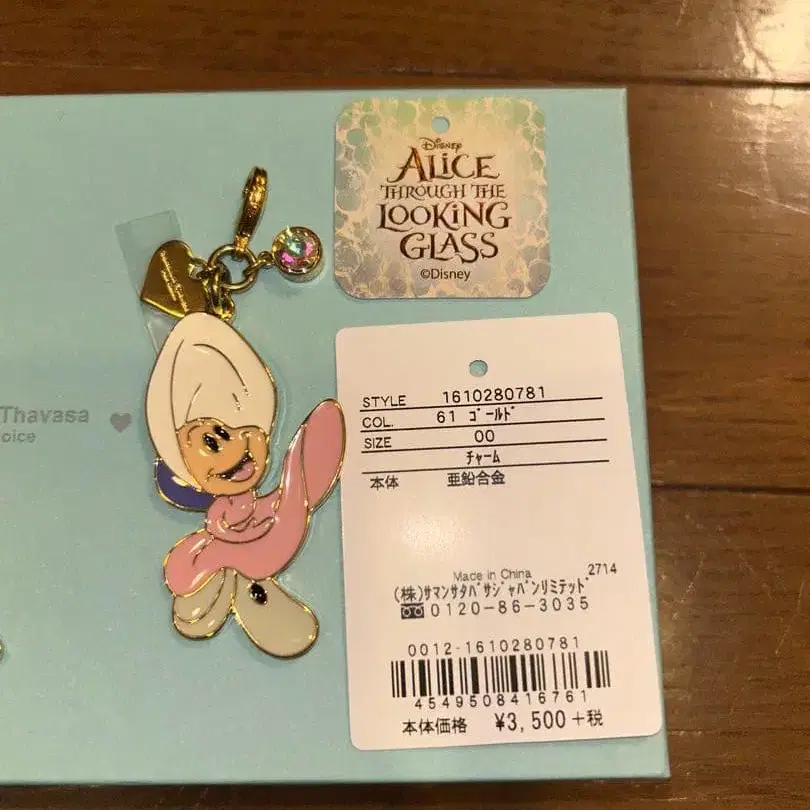 Disney
ALICE
THROUGH THE
LOOKING
GLASS
©Disney
Thavasa
oice
STYLE 1610280781
COL. 61 ｺﾞｰﾙﾄﾞ
SIZE 00
ﾁｬｰﾑ
本体 亜鉛合金
Made in China 2714
(株)ｻﾏﾝｻﾀﾊﾞｻｼﾞｬﾊﾟﾝﾘﾐﾃｯﾄﾞ
0120-86-3035
0012-1610280781
4549508416761
本体価格 ¥3,500+税